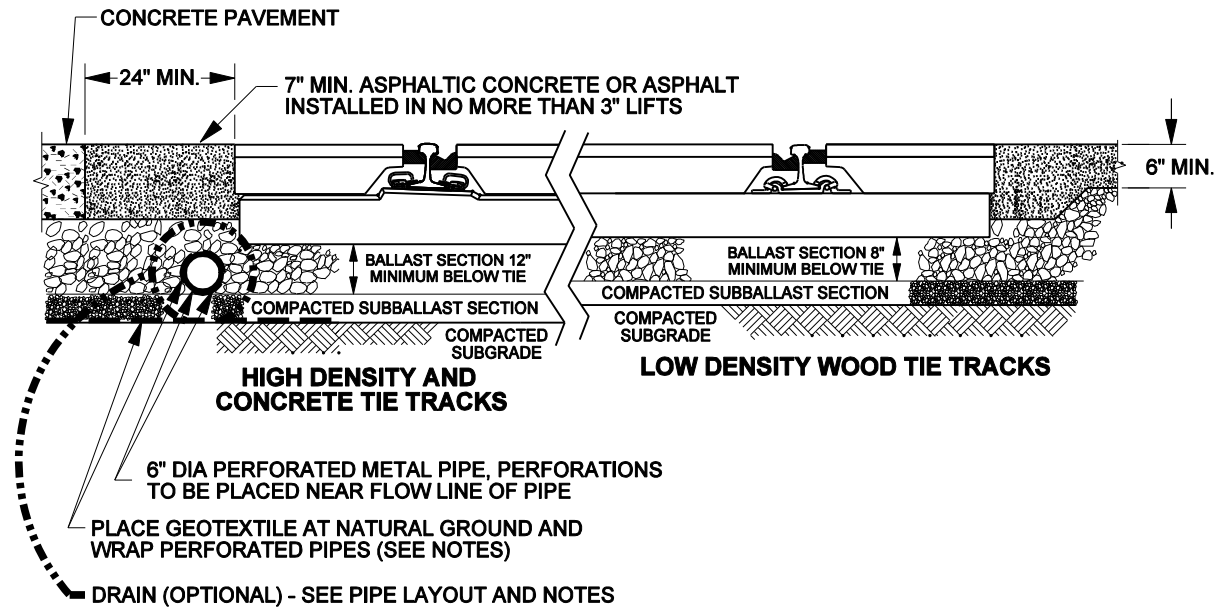 CONCRETE PAVEMENT
24" MIN.
7" MIN. ASPHALTIC CONCRETE OR ASPHALT
INSTALLED IN NO MORE THAN 3" LIFTS
6" MIN.
BALLAST SECTION 12"
MINIMUM BELOW TIE
BALLAST SECTION 8"
MINIMUM BELOW TIE
COMPACTED SUBBALLAST SECTION
COMPACTED SUBBALLAST SECTION
COMPACTED
SUBGRADE
COMPACTED
SUBGRADE
HIGH DENSITY AND
CONCRETE TIE TRACKS
LOW DENSITY WOOD TIE TRACKS
6" DIA PERFORATED METAL PIPE, PERFORATIONS
TO BE PLACED NEAR FLOW LINE OF PIPE
PLACE GEOTEXTILE AT NATURAL GROUND AND
WRAP PERFORATED PIPES (SEE NOTES)
DRAIN (OPTIONAL) - SEE PIPE LAYOUT AND NOTES